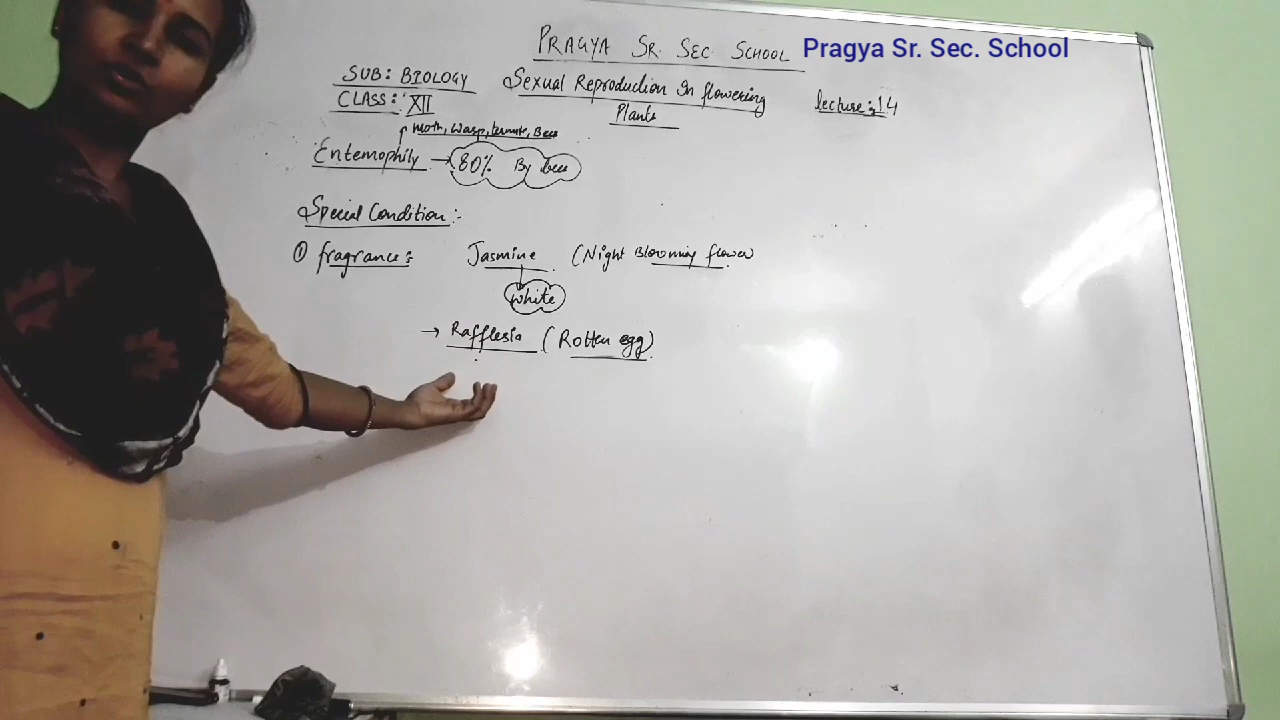 PRAGYA SR. SEC. SCHOOL Pragya Sr. Sec. School
SUB: BIOLOGY
CLASS: XII
Sexual Reproduction In flowering
Plants
lecture: 14
moth, wasp, termite, Bees
Entemophily → 80% By bees
Special Condition:-
① fragrance:- Jasmine (Night Blooming flower
white
→ Rafflesia (Rotten egg)